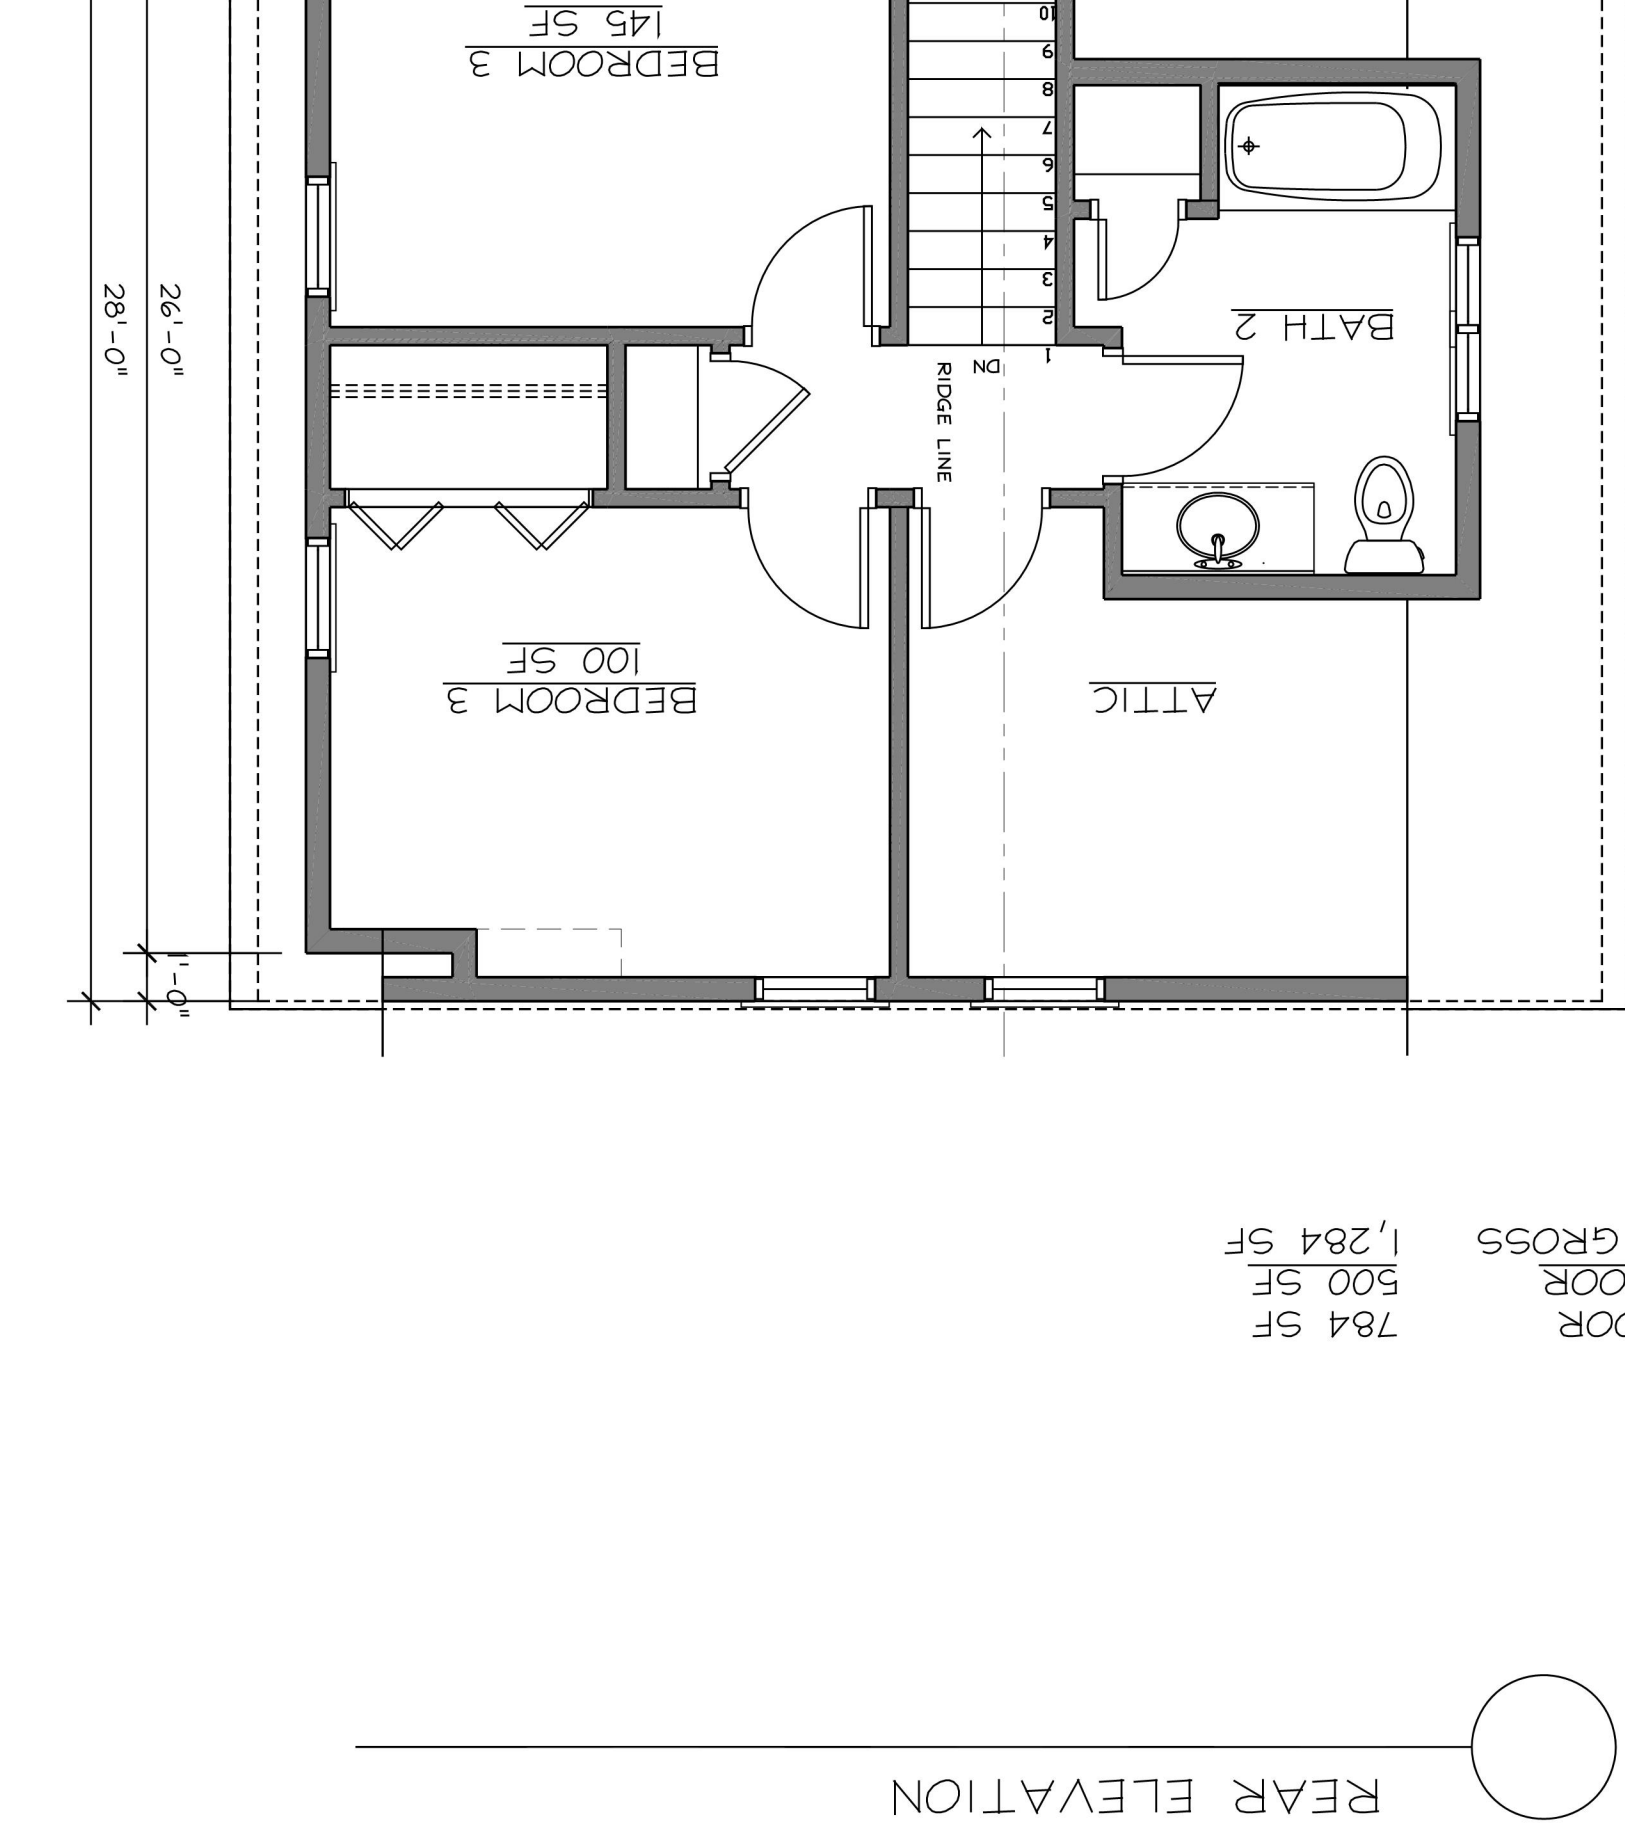 REAR ELEVATION
OOR 784 SF
OOR 500 SF
GROSS 1,284 SF
1'-0"
ATTIC
BEDROOM 3
100 SF
RIDGE LINE
DN
BATH 2
26'-0"
28'-0"
1
2
3
4
5
6
7
8
9
10
BEDROOM 3
145 SF